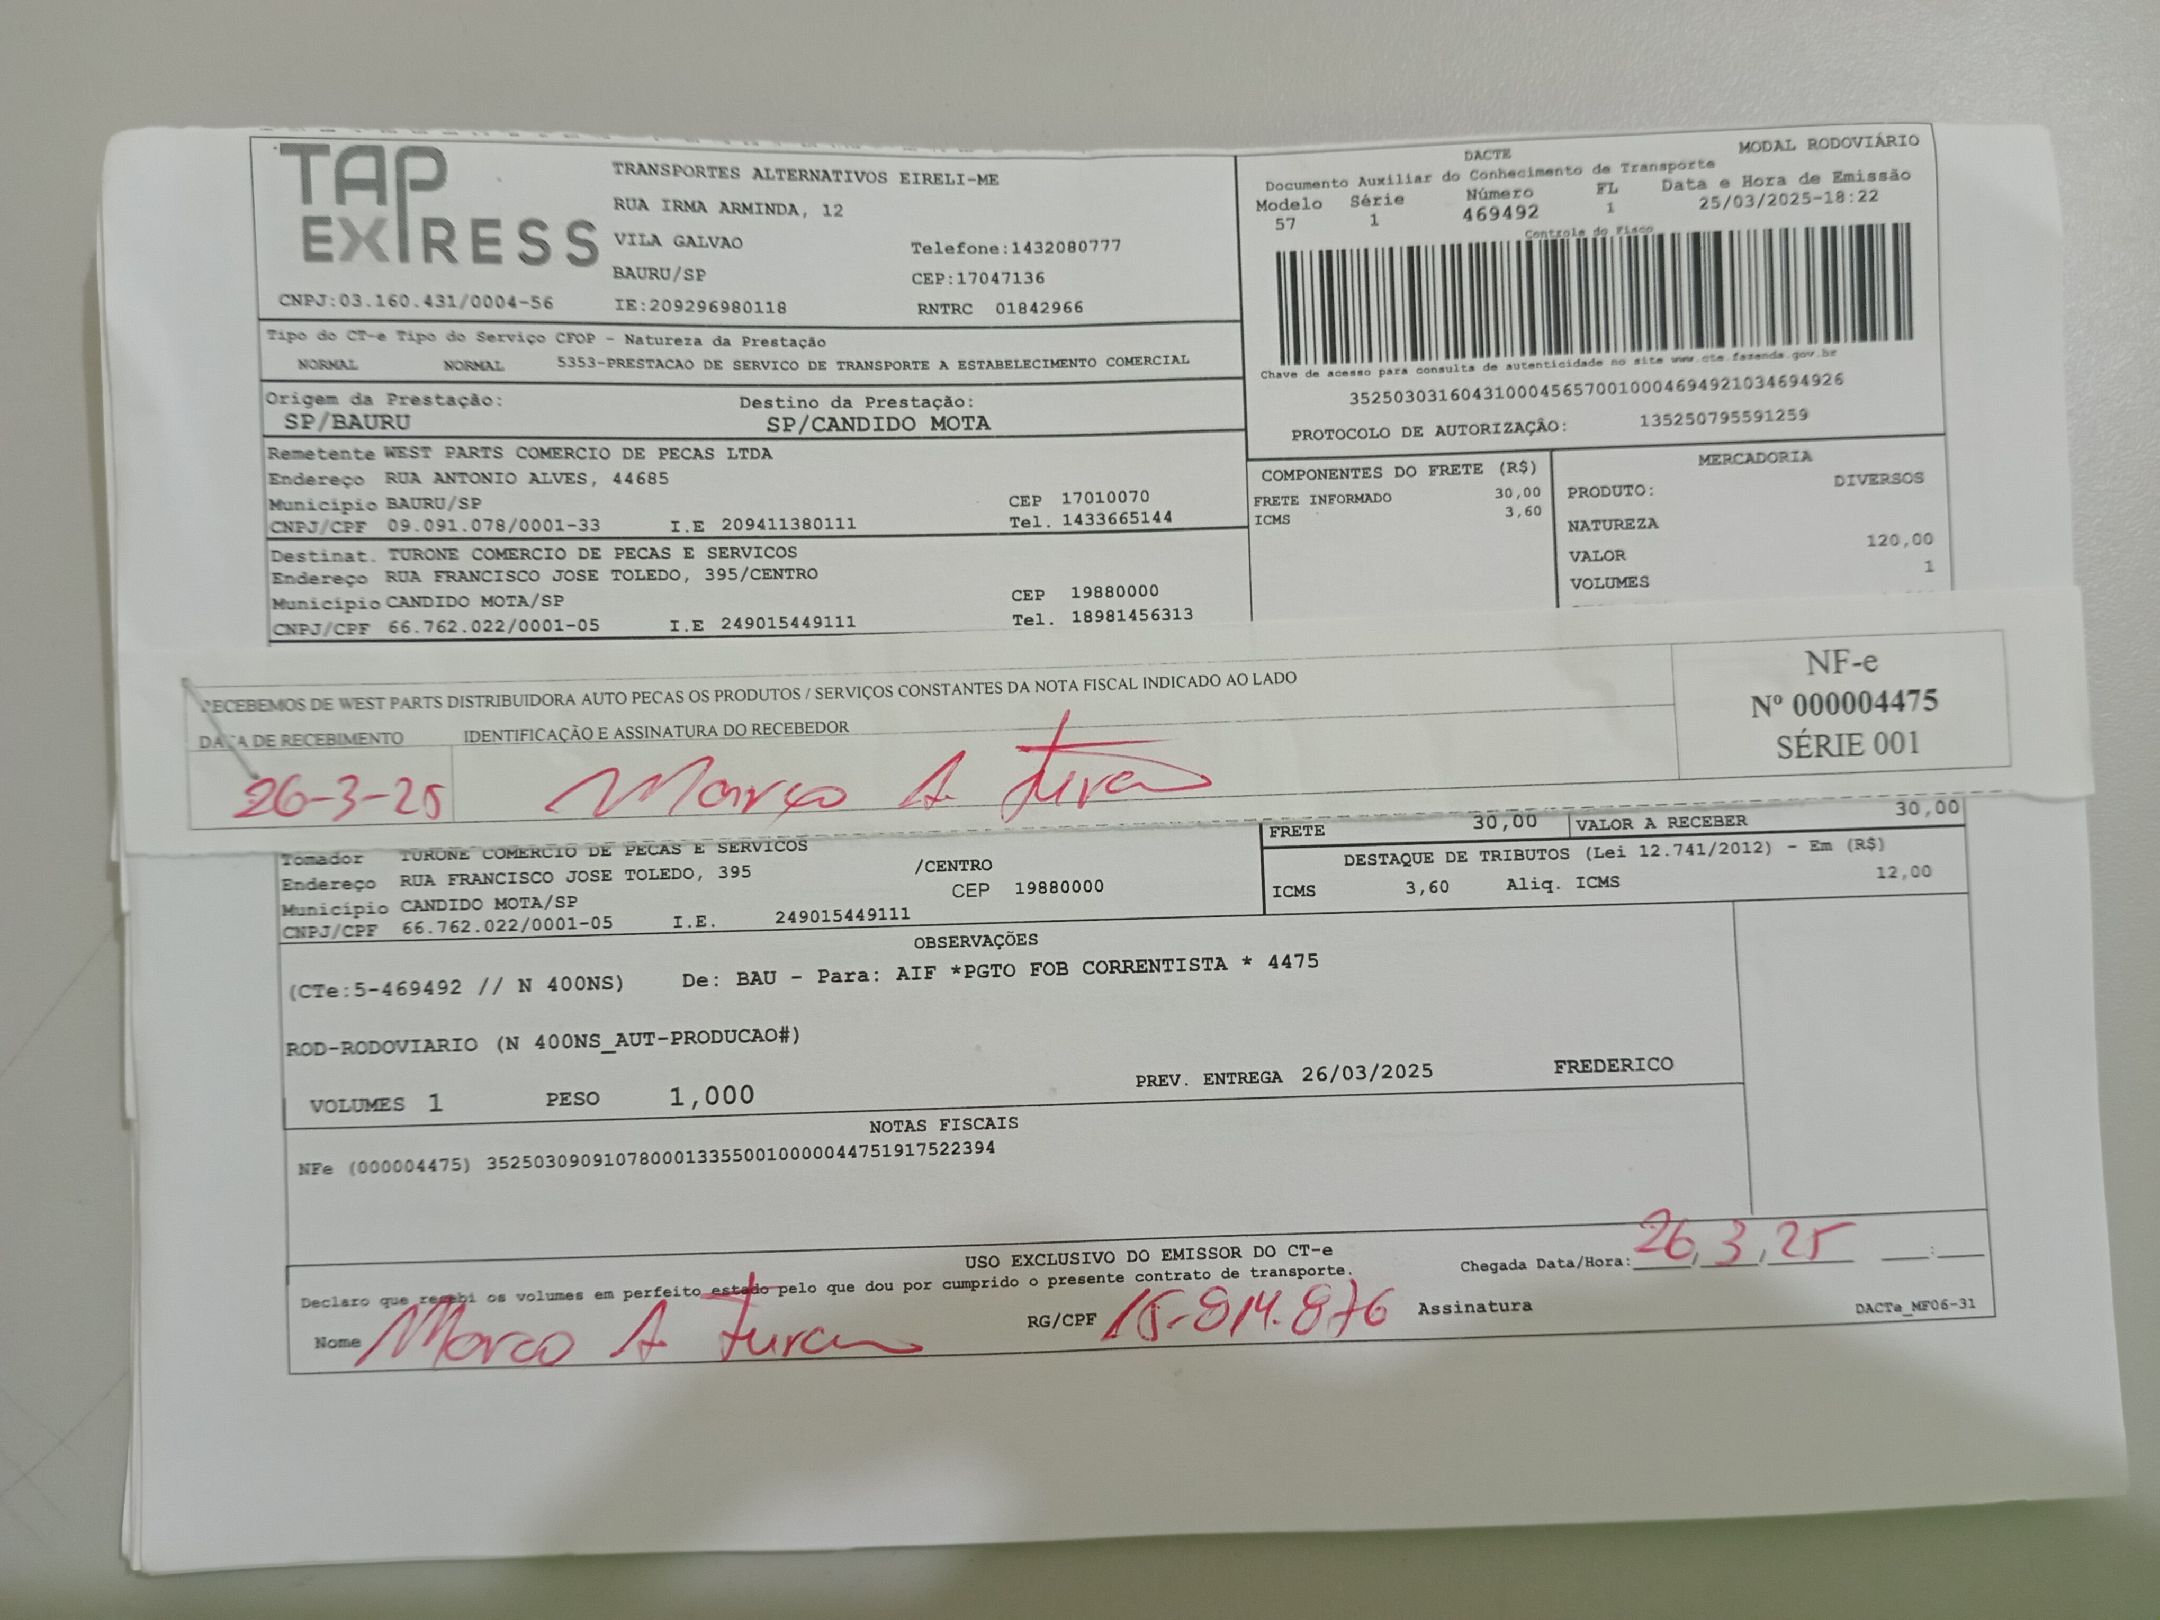 TAP EXPRESS
TRANSPORTES ALTERNATIVOS EIRELI-ME
RUA IRMA ARMINDA, 12
VILA GALVAO
Telefone:1432080777
BAURU/SP
CEP:17047136
CNPJ:03.160.431/0004-56
IE:209296980118
RNTRC 01842966
DACTE
MODAL RODOVIÁRIO
Documento Auxiliar do Conhecimento de Transporte
Modelo Série Número FL Data e Hora de Emissão
57 1 469492 1 25/03/2025-18:22
Controle do Fisco
Chave de acesso para consulta de autenticidade no site www.cte.fazenda.gov.br
35250303160431000456570010004694921034694926
PROTOCOLO DE AUTORIZAÇÃO: 135250795591259
Tipo do CT-e Tipo do Serviço CFOP - Natureza da Prestação
NORMAL NORMAL 5353-PRESTACAO DE SERVICO DE TRANSPORTE A ESTABELECIMENTO COMERCIAL
Origem da Prestação: Destino da Prestação:
SP/BAURU SP/CANDIDO MOTA
Remetente WEST PARTS COMERCIO DE PECAS LTDA
Endereço RUA ANTONIO ALVES, 44685
Município BAURU/SP CEP 17010070
CNPJ/CPF 09.091.078/0001-33 I.E 209411380111 Tel. 1433665144
Destinat. TURONE COMERCIO DE PECAS E SERVICOS
Endereço RUA FRANCISCO JOSE TOLEDO, 395/CENTRO
Município CANDIDO MOTA/SP CEP 19880000
CNPJ/CPF 66.762.022/0001-05 I.E 249015449111 Tel. 18981456313
COMPONENTES DO FRETE (R$)
FRETE INFORMADO 30,00
ICMS 3,60
MERCADORIA
PRODUTO: DIVERSOS
NATUREZA
VALOR 120,00
VOLUMES 1
RECEBEMOS DE WEST PARTS DISTRIBUIDORA AUTO PECAS OS PRODUTOS / SERVIÇOS CONSTANTES DA NOTA FISCAL INDICADO AO LADO
DATA DE RECEBIMENTO IDENTIFICAÇÃO E ASSINATURA DO RECEBEDOR
26-3-25 Marco A.
NF-e
Nº 000004475
SÉRIE 001
Tomador TURONE COMERCIO DE PECAS E SERVICOS
Endereço RUA FRANCISCO JOSE TOLEDO, 395 /CENTRO
Município CANDIDO MOTA/SP CEP 19880000
CNPJ/CPF 66.762.022/0001-05 I.E. 249015449111
FRETE 30,00 VALOR A RECEBER 30,00
DESTAQUE DE TRIBUTOS (Lei 12.741/2012) - Em (R$)
ICMS 3,60 Aliq. ICMS 12,00
OBSERVAÇÕES
(CTe:5-469492 // N 400NS) De: BAU - Para: AIF *PGTO FOB CORRENTISTA * 4475
ROD-RODOVIARIO (N 400NS_AUT-PRODUCAO#)
VOLUMES 1 PESO 1,000 PREV. ENTREGA 26/03/2025 FREDERICO
NOTAS FISCAIS
NFe (000004475) 35250309091078000133550010000044751917522394
USO EXCLUSIVO DO EMISSOR DO CT-e
Declaro que recebi os volumes em perfeito estado pelo que dou por cumprido o presente contrato de transporte.
Chegada Data/Hora: 26,3,25 :
Nome Marco A RG/CPF 15-814.876 Assinatura
DACTe_MF06-31